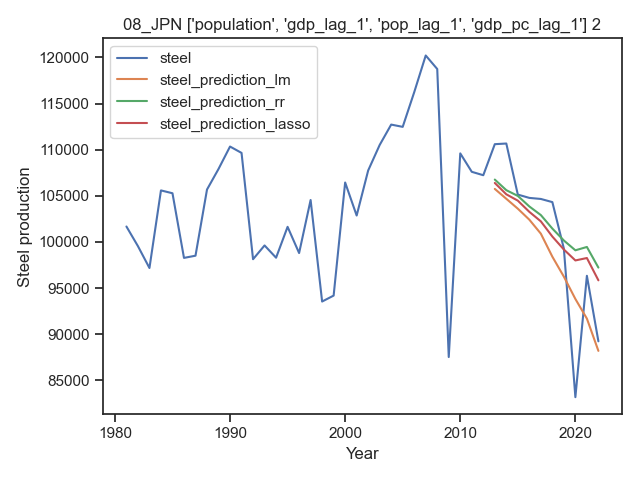 08_JPN ['population', 'gdp_lag_1', 'pop_lag_1', 'gdp_pc_lag_1'] 2
steel
steel_prediction_lm
steel_prediction_rr
steel_prediction_lasso
120000
115000
110000
105000
100000
95000
90000
85000
Steel production
1980
1990
2000
2010
2020
Year